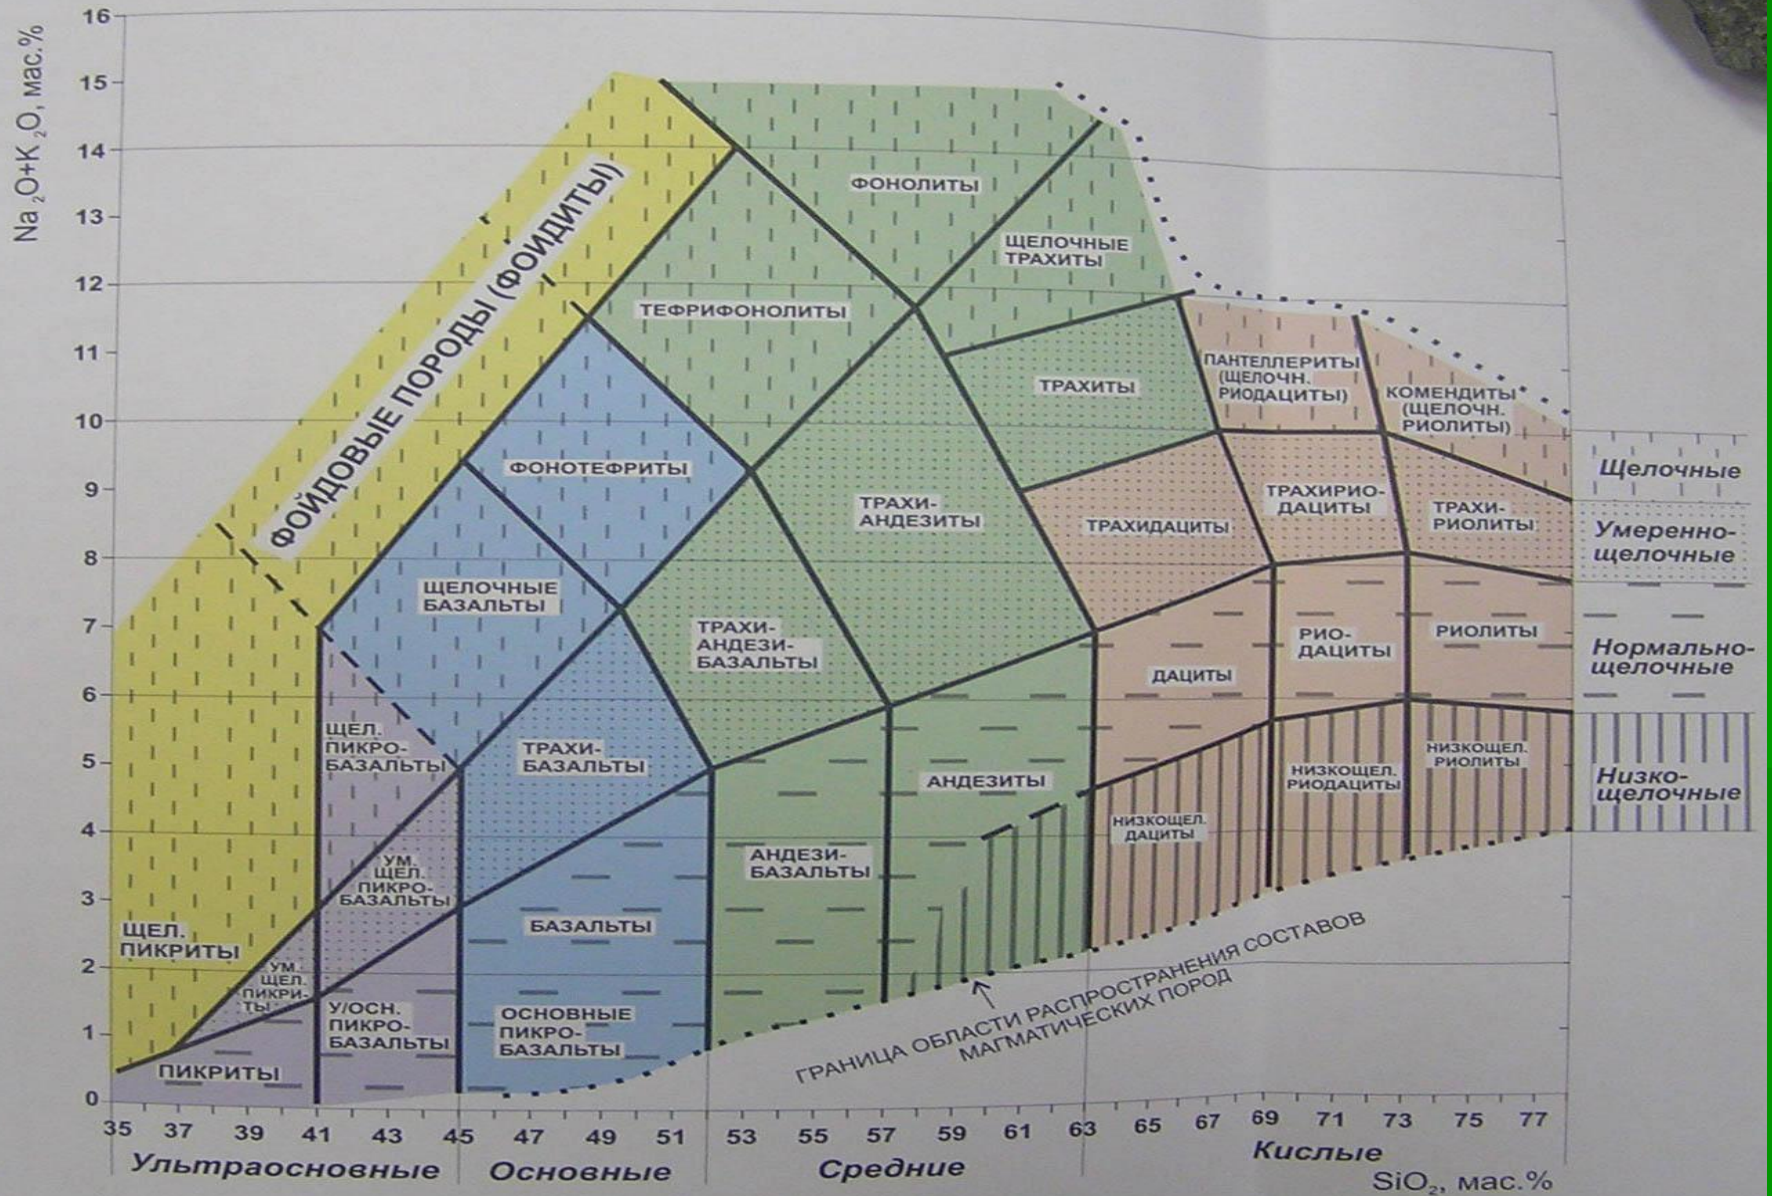 Na₂O+K₂O, мас.%
16
15
14
13
12
11
10
9
8
7
6
5
4
3
2
1
0
ФОЙДОВЫЕ ПОРОДЫ (ФОИДИТЫ)
ФОНОЛИТЫ
ЩЕЛОЧНЫЕ
ТРАХИТЫ
ТЕФРИФОНОЛИТЫ
ТРАХИТЫ
ПАНТЕЛЛЕРИТЫ
(ЩЕЛОЧН.
РИОДАЦИТЫ)
КОМЕНДИТЫ
(ЩЕЛОЧН.
РИОЛИТЫ)
ФОНОТЕФРИТЫ
ТРАХИ-
АНДЕЗИТЫ
ТРАХИДАЦИТЫ
ТРАХИРИО-
ДАЦИТЫ
ТРАХИ-
РИОЛИТЫ
ЩЕЛОЧНЫЕ
БАЗАЛЬТЫ
ТРАХИ-
АНДЕЗИ-
БАЗАЛЬТЫ
ДАЦИТЫ
РИО-
ДАЦИТЫ
РИОЛИТЫ
ЩЕЛ.
ПИКРО-
БАЗАЛЬТЫ
ТРАХИ-
БАЗАЛЬТЫ
АНДЕЗИТЫ
НИЗКОЩЕЛ.
ДАЦИТЫ
НИЗКОЩЕЛ.
РИОДАЦИТЫ
НИЗКОЩЕЛ.
РИОЛИТЫ
УМ.
ЩЕЛ.
ПИКРО-
БАЗАЛЬТЫ
АНДЕЗИ-
БАЗАЛЬТЫ
БАЗАЛЬТЫ
ЩЕЛ.
ПИКРИТЫ
УМ.
ЩЕЛ.
ПИКРИ-
ТЫ
У/ОСН.
ПИКРО-
БАЗАЛЬТЫ
ОСНОВНЫЕ
ПИКРО-
БАЗАЛЬТЫ
ПИКРИТЫ
ГРАНИЦА ОБЛАСТИ РАСПРОСТРАНЕНИЯ СОСТАВОВ
МАГМАТИЧЕСКИХ ПОРОД
Щелочные
Умеренно-
щелочные
Нормально-
щелочные
Низко-
щелочные
35 37 39 41 43 45 47 49 51 53 55 57 59 61 63 65 67 69 71 73 75 77
Ультраосновные Основные Средние Кислые
SiO₂, мас.%